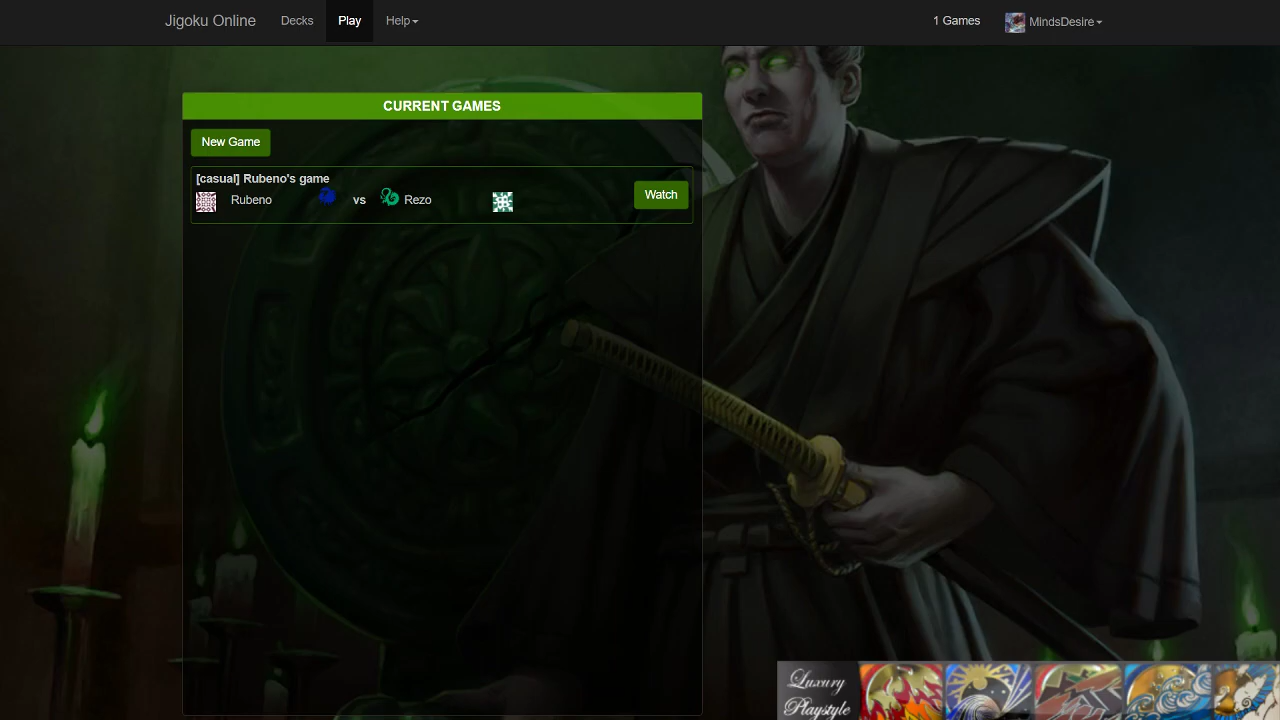 Jigoku Online Decks Play Help 1 Games MindsDesire
CURRENT GAMES
New Game
[casual] Rubeno's game
Rubeno vs Rezo Watch
Luxury
Playstyle